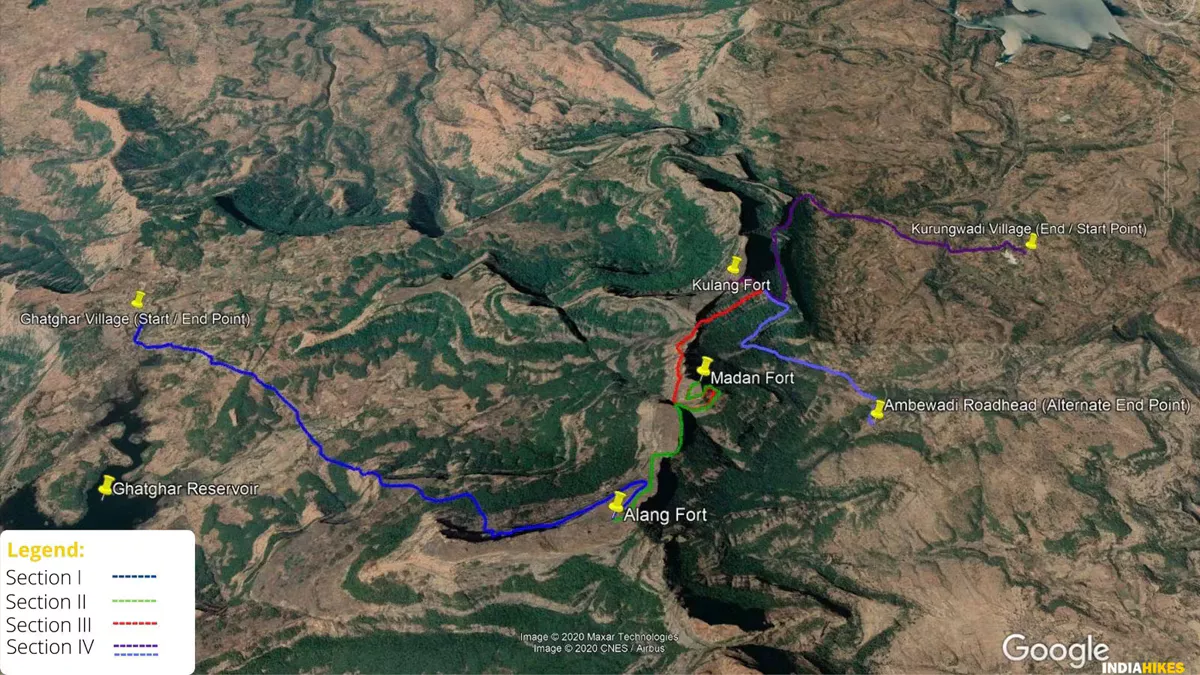 Kurungwadi Village (End / Start Point)
Kulang Fort
Ghatghar Village (Start / End Point)
Madan Fort
Ambewadi Roadhead (Alternate End Point)
Ghatghar Reservoir
Alang Fort
Legend:
Section I
Section II
Section III
Section IV
Image © 2020 Maxar Technologies
Image © 2020 CNES / Airbus
Google
INDIAHIKES